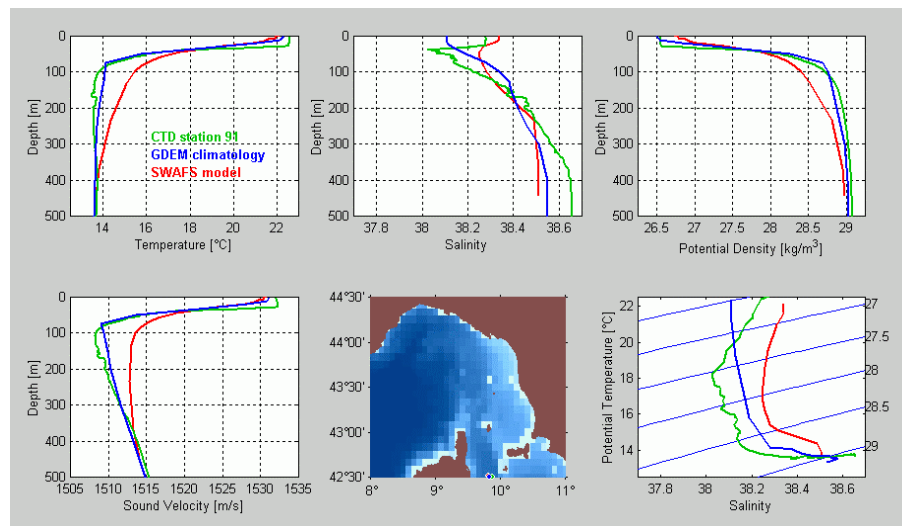 0
100
200
300
400
500
Depth [m]
14 16 18 20 22
Temperature [°C]
CTD station 91
GDEM climatology
SWAFS model
0
100
200
300
400
500
Depth [m]
37.8 38 38.2 38.4 38.6
Salinity
0
100
200
300
400
500
Depth [m]
26.5 27 27.5 28 28.5 29
Potential Density [kg/m³]
0
100
200
300
400
500
Depth [m]
1505 1510 1515 1520 1525 1530 1535
Sound Velocity [m/s]
44°30'
44°00'
43°30'
43°00'
42°30'
8° 9° 10° 11°
22
20
18
16
14
Potential Temperature [°C]
37.8 38 38.2 38.4 38.6
Salinity
27
27.5
28
28.5
29